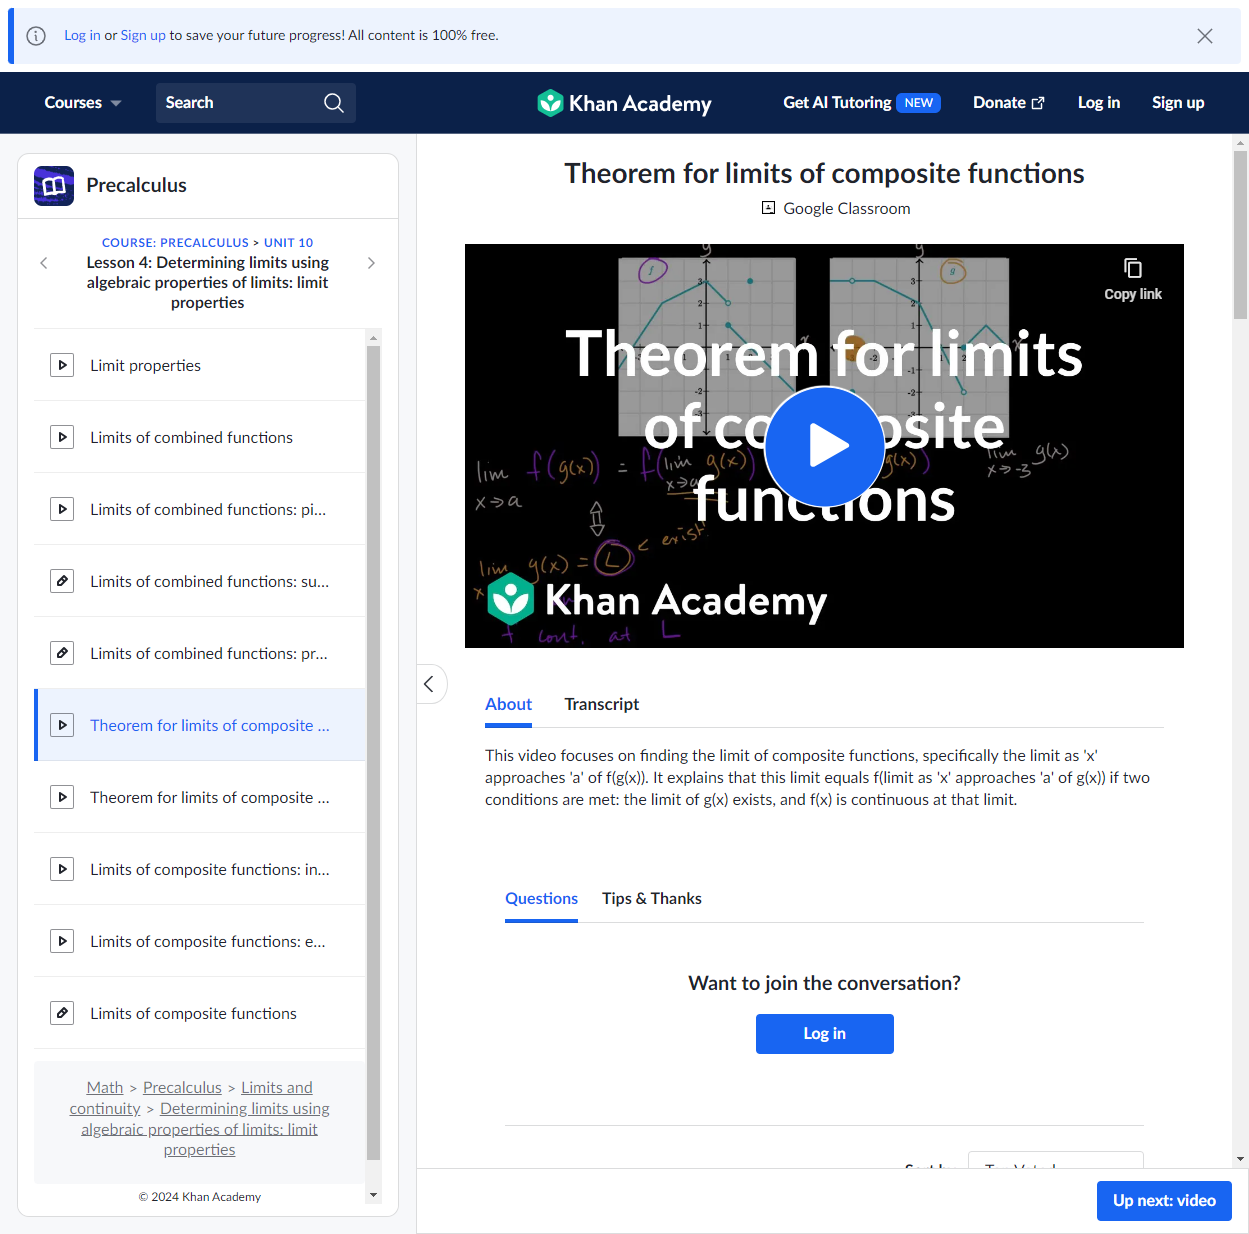 Log in or Sign up to save your future progress! All content is 100% free.
Courses
Search
Khan Academy
Get AI Tutoring NEW
Donate
Log in
Sign up
Precalculus
COURSE: PRECALCULUS > UNIT 10
Lesson 4: Determining limits using
algebraic properties of limits: limit
properties
Limit properties
Limits of combined functions
Limits of combined functions: pi...
Limits of combined functions: su...
Limits of combined functions: pr...
Theorem for limits of composite ...
Theorem for limits of composite ...
Limits of composite functions: in...
Limits of composite functions: e...
Limits of composite functions
Math > Precalculus > Limits and
continuity > Determining limits using
algebraic properties of limits: limit
properties
© 2024 Khan Academy
Theorem for limits of composite functions
Google Classroom
Copy link
Theorem for limits
of composite
functions
lim f(g(x)) = f(lim g(x))
x→a x→a
lim g(x)
x→-3
exist
lim g(x) = L
f cont. at L
Khan Academy
About
Transcript
This video focuses on finding the limit of composite functions, specifically the limit as 'x'
approaches 'a' of f(g(x)). It explains that this limit equals f(limit as 'x' approaches 'a' of g(x)) if two
conditions are met: the limit of g(x) exists, and f(x) is continuous at that limit.
Questions
Tips & Thanks
Want to join the conversation?
Log in
Up next: video